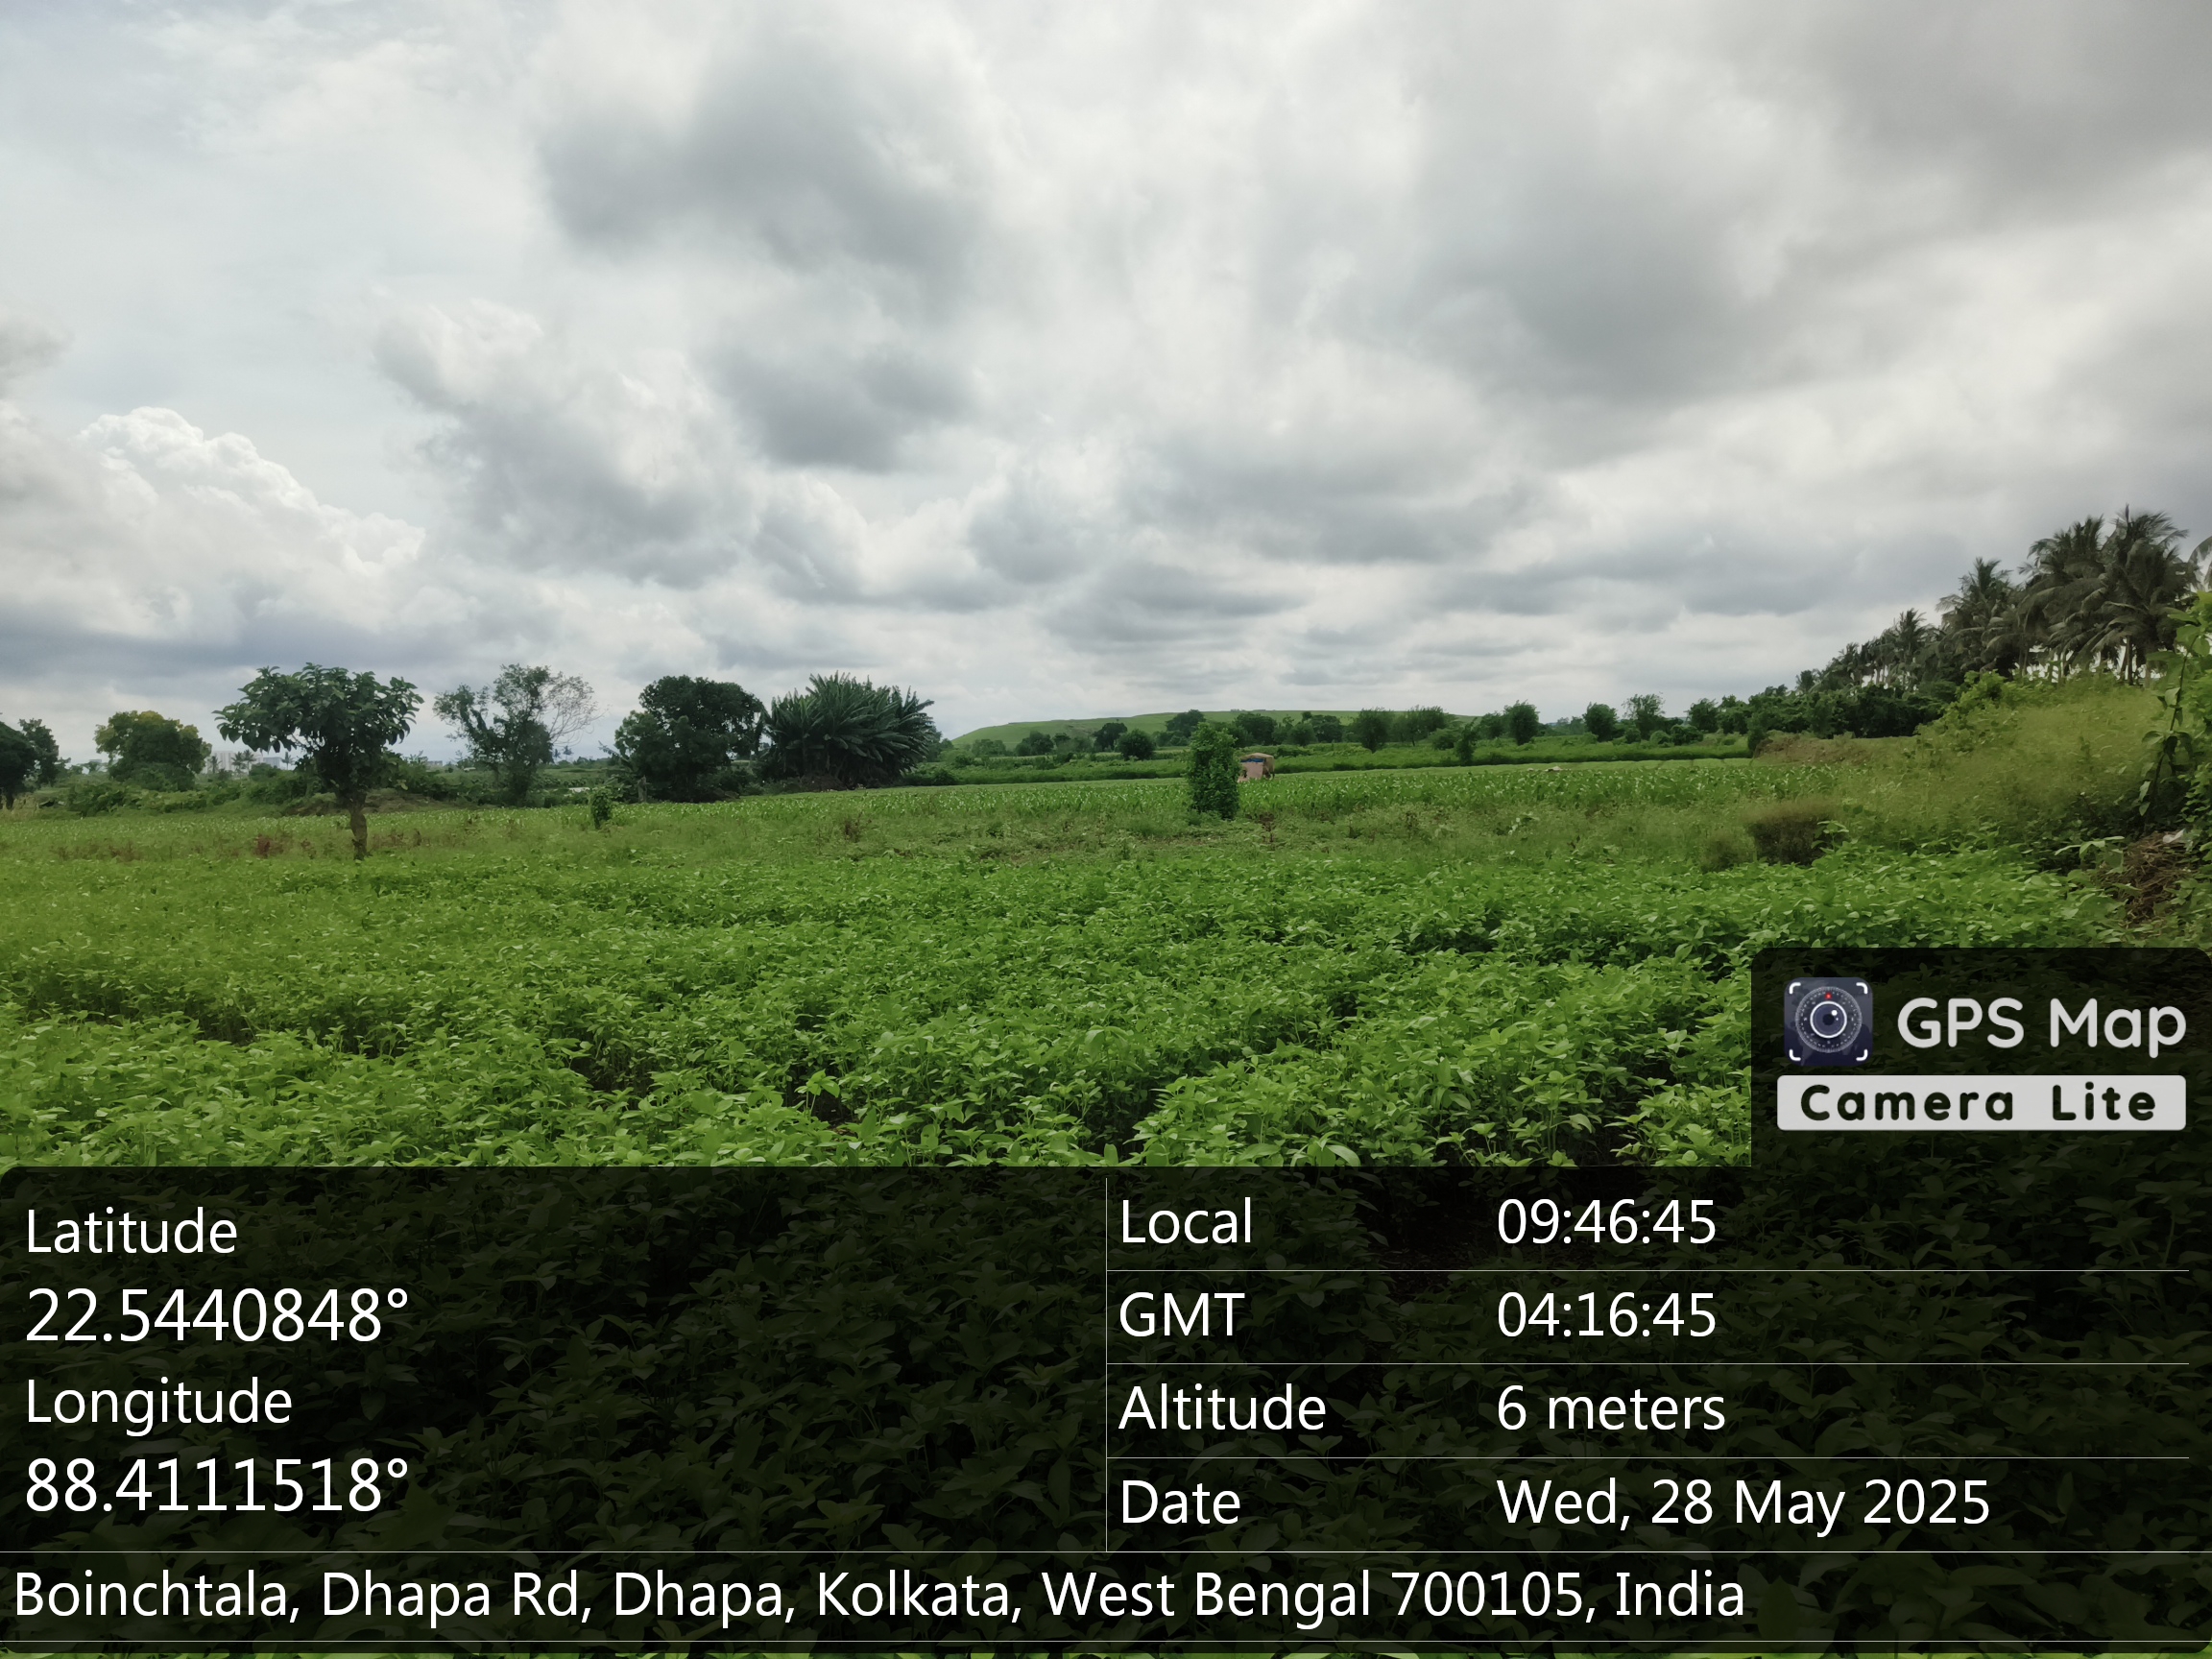 GPS Map
Camera Lite
Latitude
22.5440848°
Longitude
88.4111518°
Local 09:46:45
GMT 04:16:45
Altitude 6 meters
Date Wed, 28 May 2025
Boinchtala, Dhapa Rd, Dhapa, Kolkata, West Bengal 700105, India